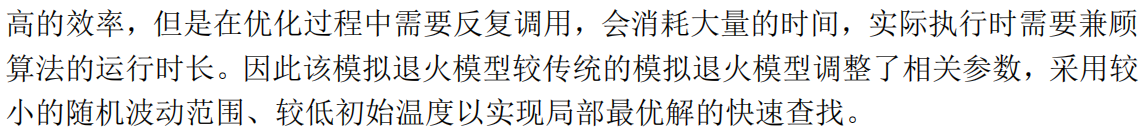 高的效率，但是在优化过程中需要反复调用，会消耗大量的时间，实际执行时需要兼顾
算法的运行时长。因此该模拟退火模型较传统的模拟退火模型调整了相关参数，采用较
小的随机波动范围、较低初始温度以实现局部最优解的快速查找。